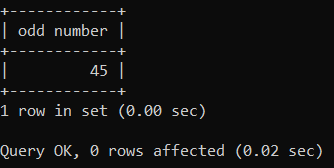 +------------+
| odd number |
+------------+
|         45 |
+------------+
1 row in set (0.00 sec)

Query OK, 0 rows affected (0.02 sec)